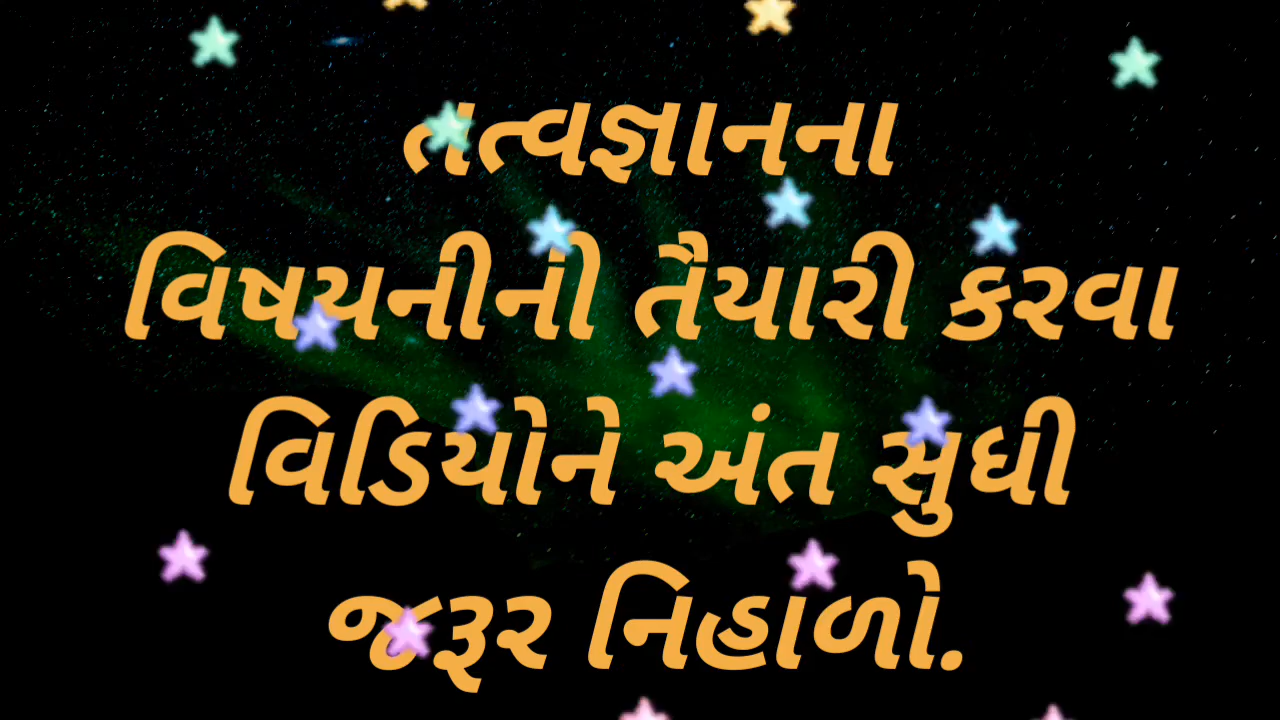 તત્વજ્ઞાનના
વિષયનીની તૈયારી કરવા
વિડિયોને અંત સુધી
જરૂર નિહાળો.